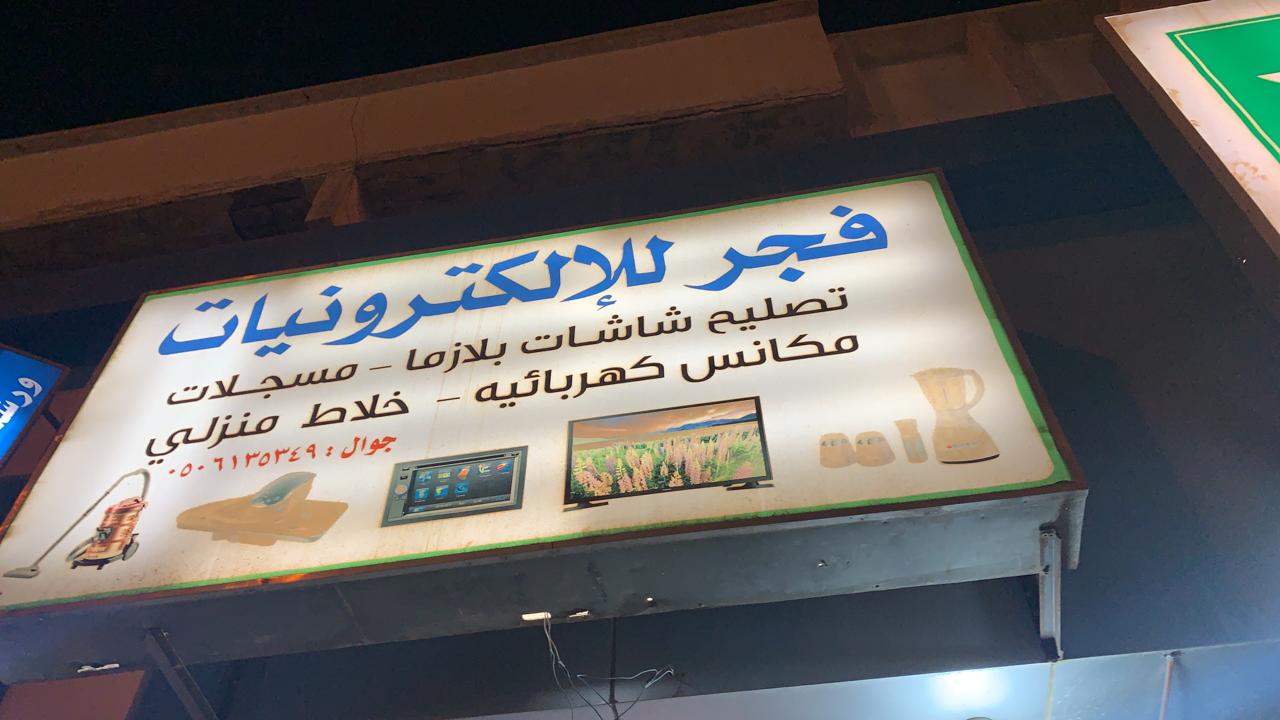 فجر للإلكترونيات
تصليح شاشات بلازما - مسجلات
مكانس كهربائيه - خلاط منزلي
جوال : ٠٥٠٦١٣٥٣٤٩